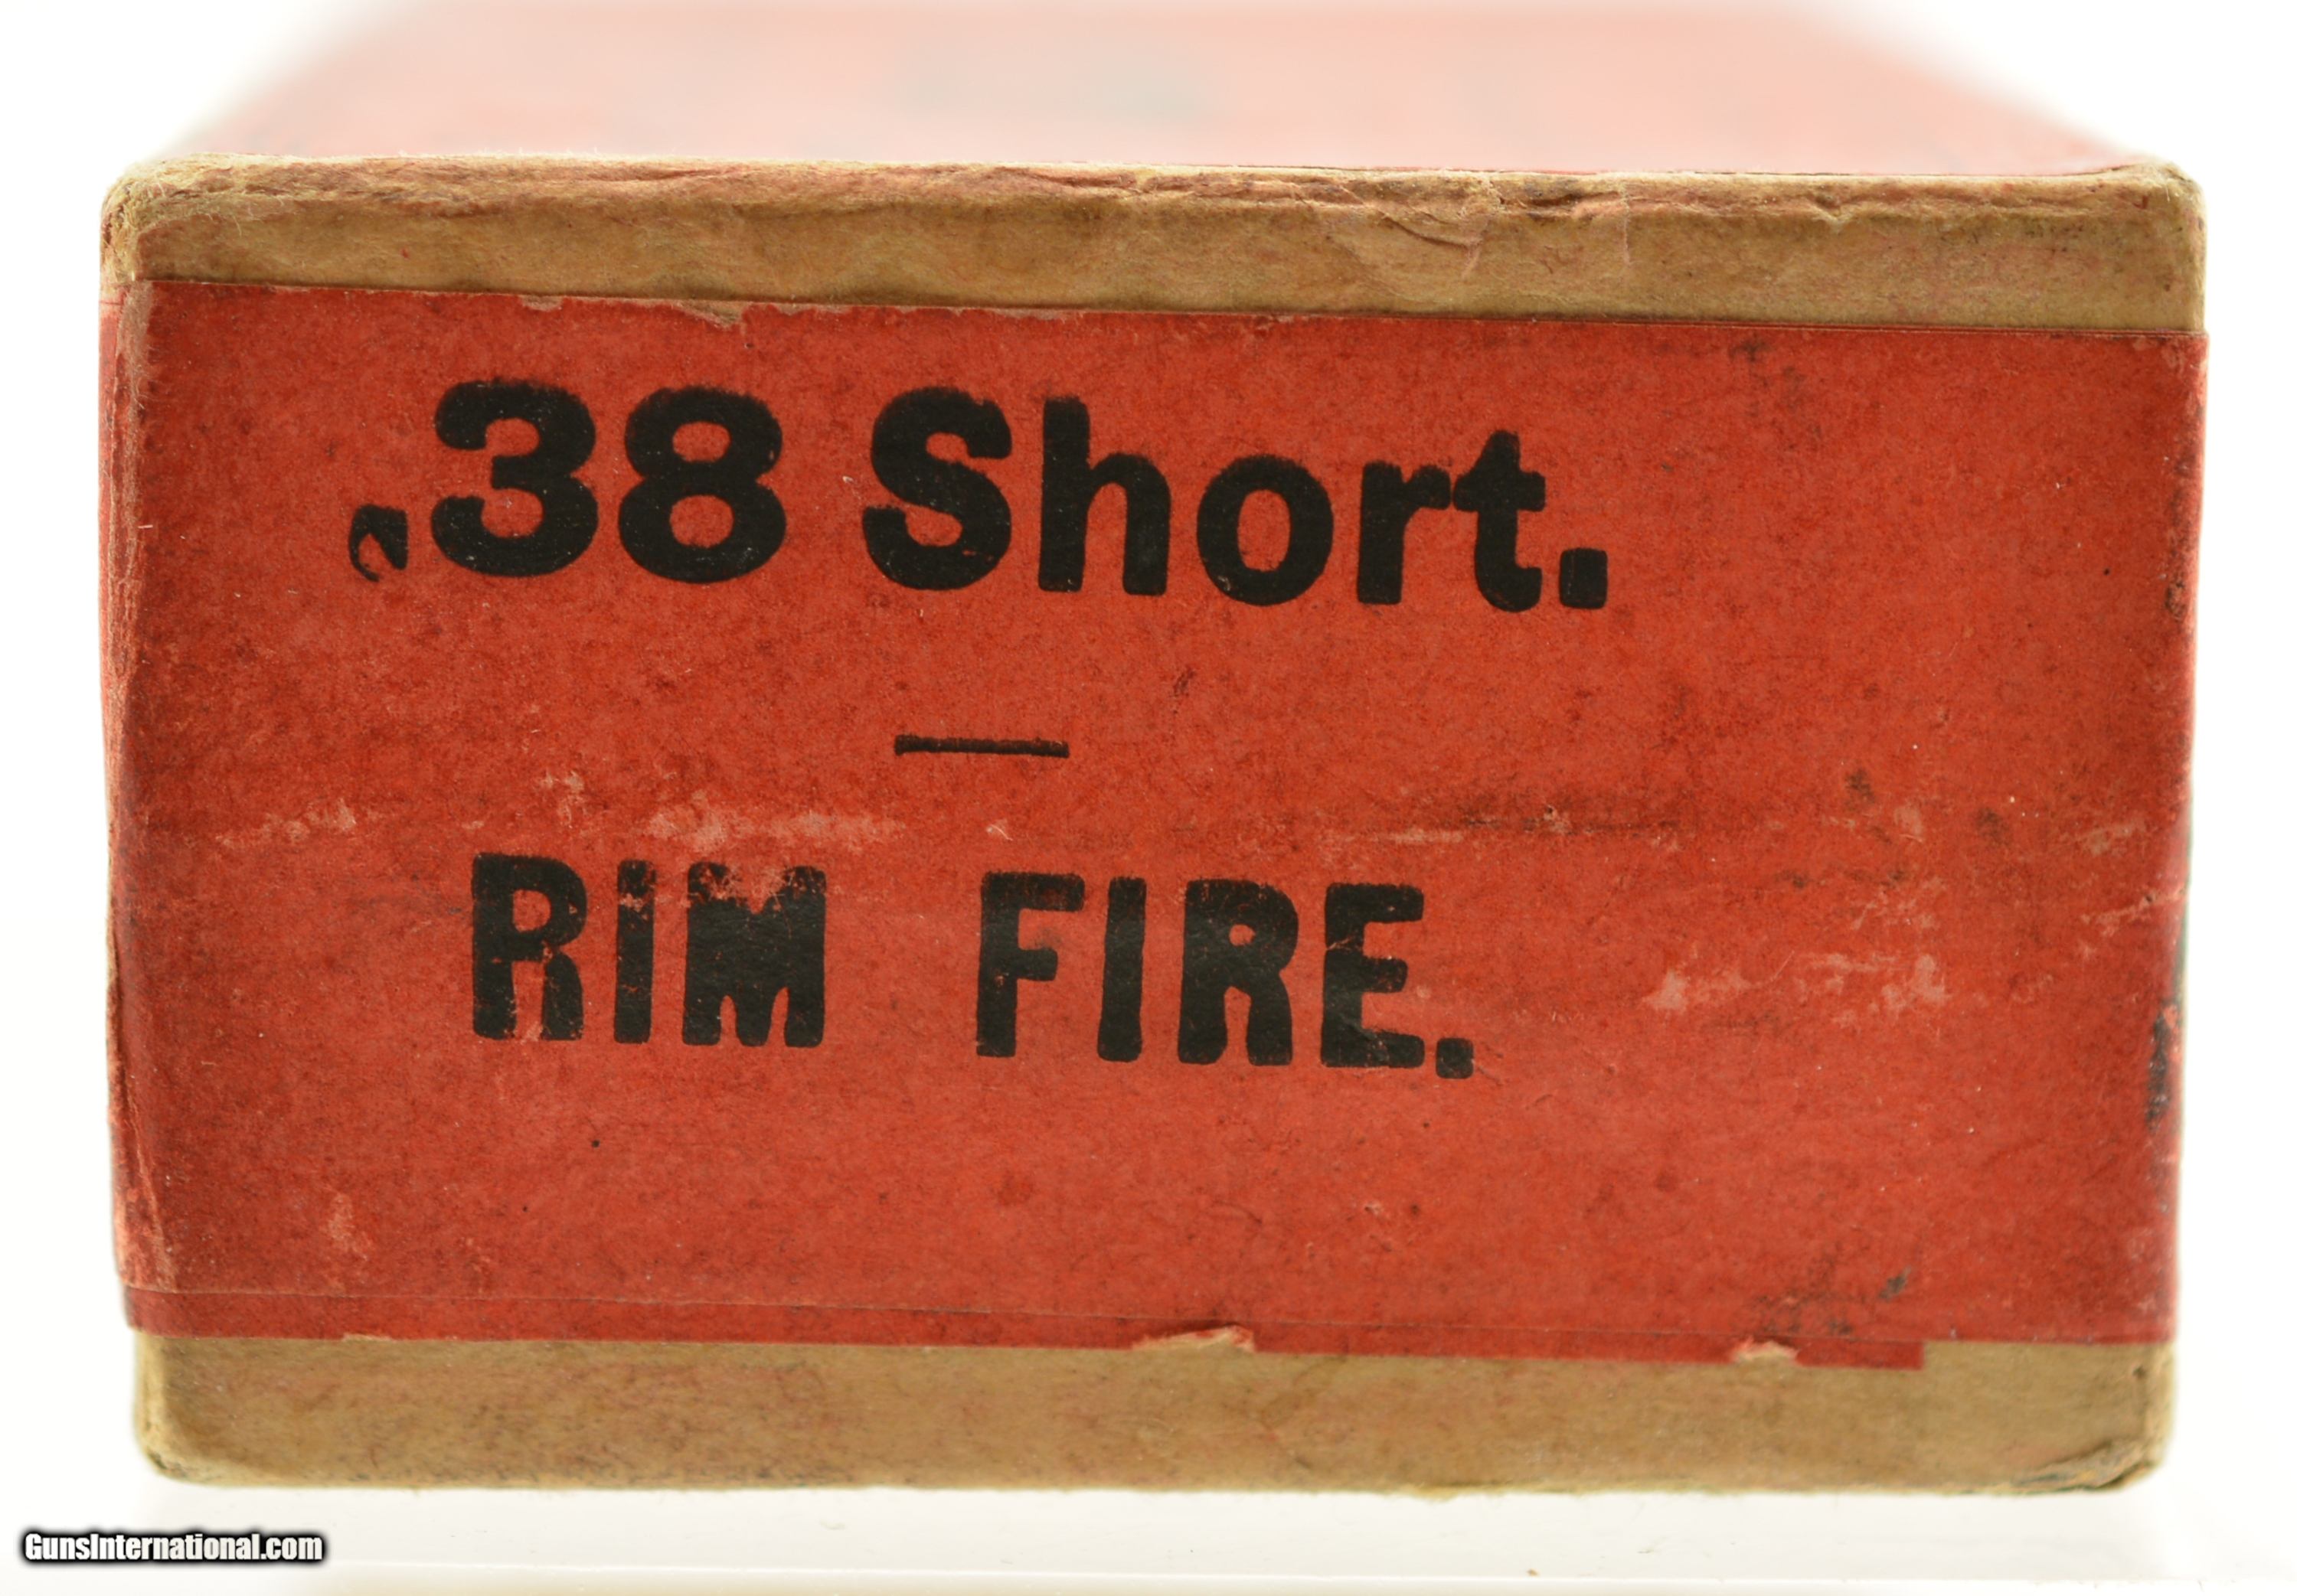 .38 Short.
RIM FIRE.
GunsInternational.com